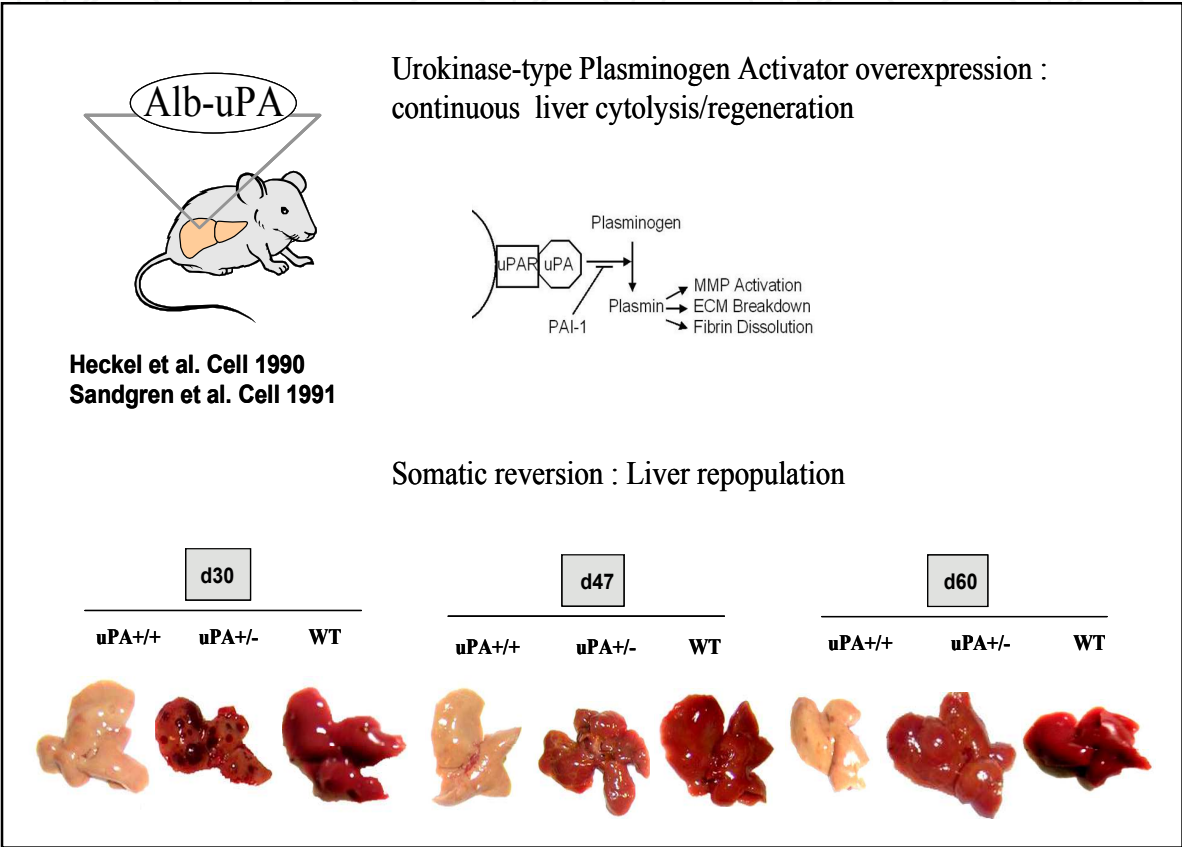 Alb-uPA
Urokinase-type Plasminogen Activator overexpression :
continuous liver cytolysis/regeneration
Plasminogen
uPAR
uPA
MMP Activation
Plasmin
ECM Breakdown
PAI-1
Fibrin Dissolution
Heckel et al. Cell 1990
Sandgren et al. Cell 1991
Somatic reversion : Liver repopulation
d30
uPA+/+ uPA+/- WT
d47
uPA+/+ uPA+/- WT
d60
uPA+/+ uPA+/- WT